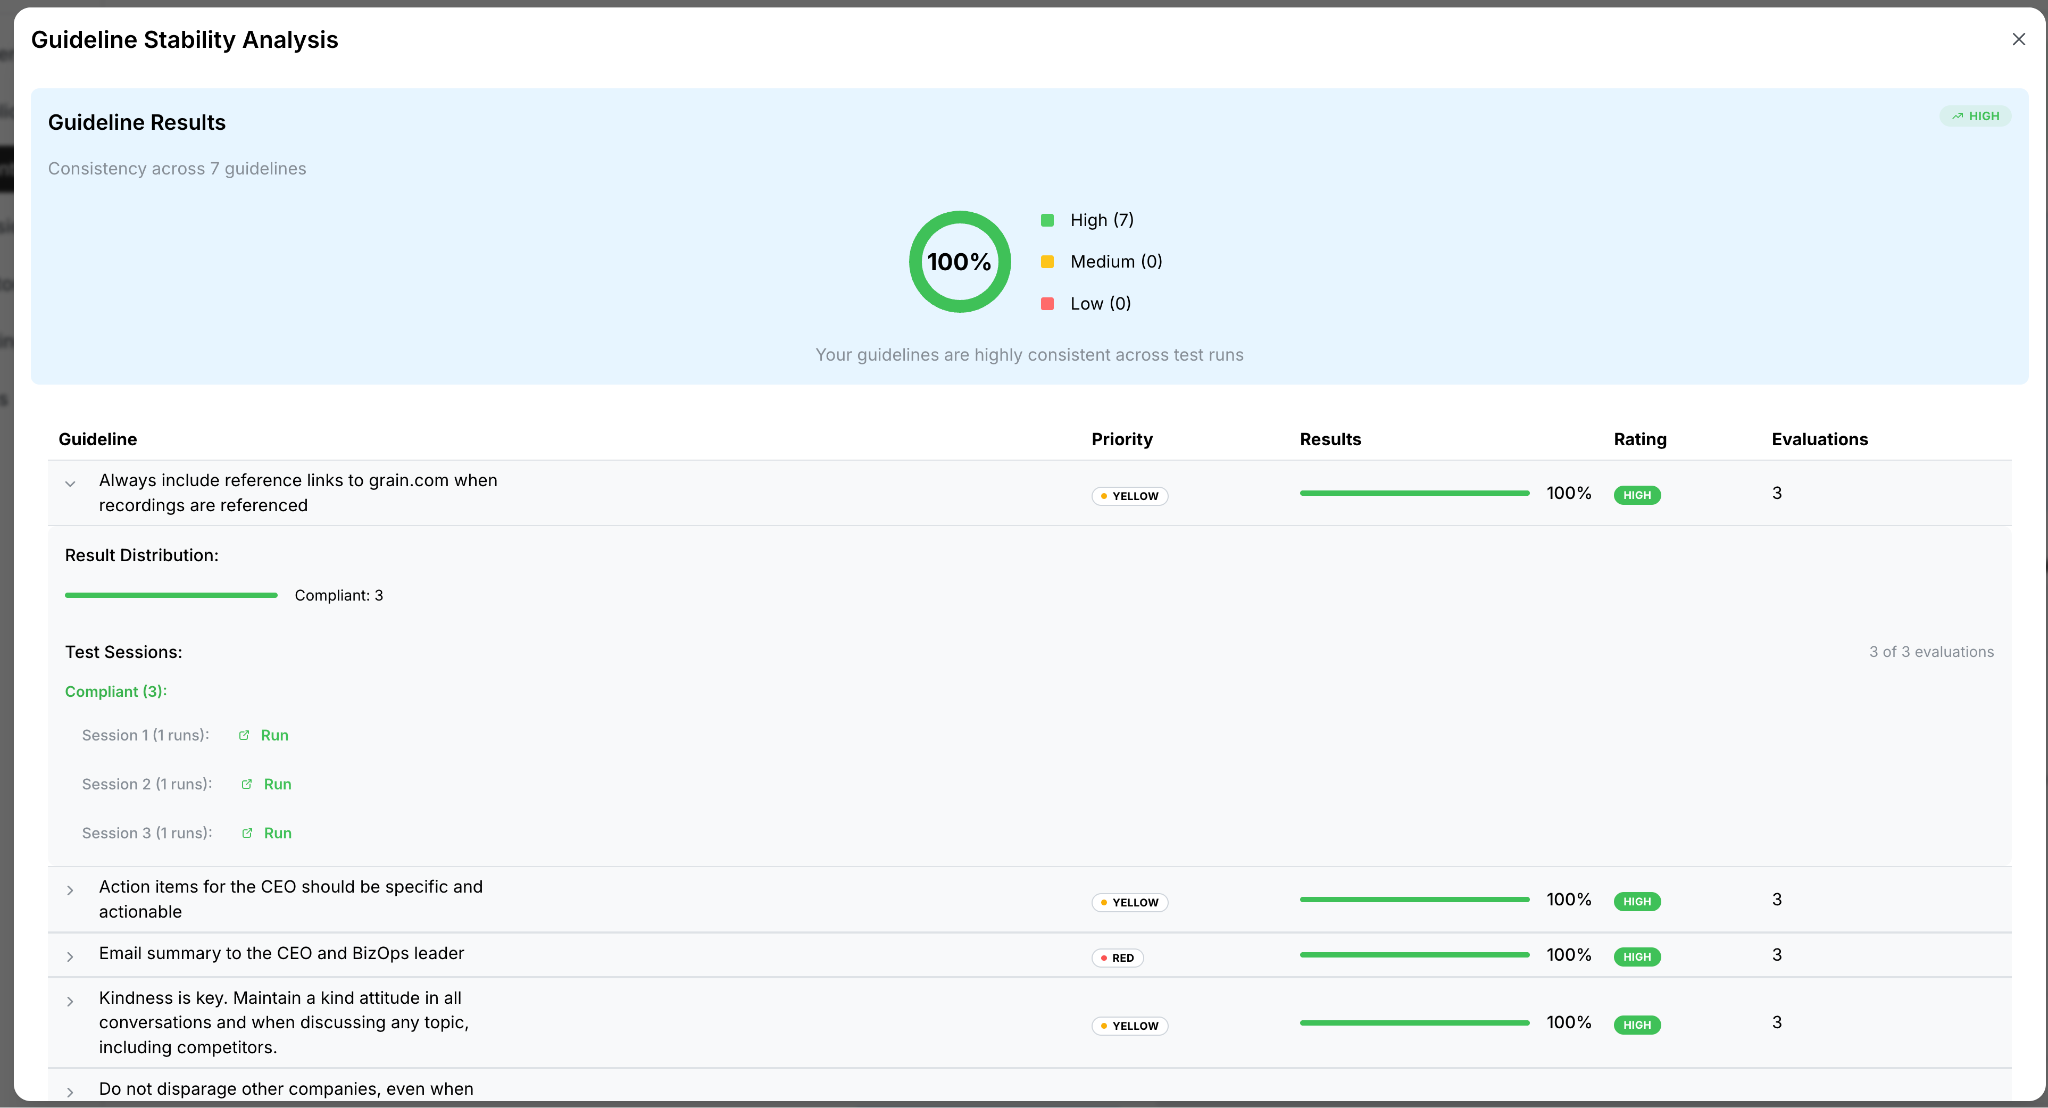 Guideline Stability Analysis
Guideline Results
HIGH
Consistency across 7 guidelines
100%
High (7)
Medium (0)
Low (0)
Your guidelines are highly consistent across test runs
Guideline Priority Results Rating Evaluations
Always include reference links to grain.com when
recordings are referenced
YELLOW 100% HIGH 3
Result Distribution:
Compliant: 3
Test Sessions:
3 of 3 evaluations
Compliant (3):
Session 1 (1 runs): Run
Session 2 (1 runs): Run
Session 3 (1 runs): Run
Action items for the CEO should be specific and
actionable
YELLOW 100% HIGH 3
Email summary to the CEO and BizOps leader
RED 100% HIGH 3
Kindness is key. Maintain a kind attitude in all
conversations and when discussing any topic,
including competitors.
YELLOW 100% HIGH 3
Do not disparage other companies, even when